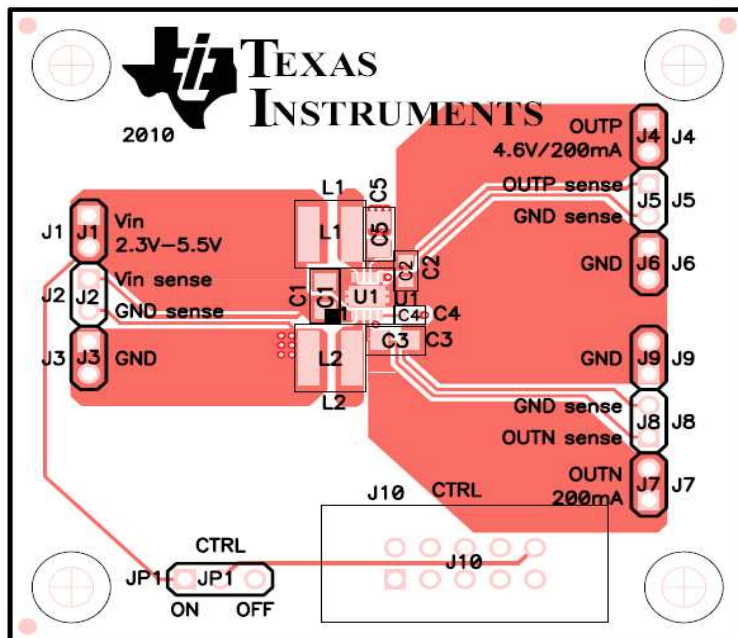 TEXAS
INSTRUMENTS
2010
OUTP
4.6V/200mA
J4 J4
OUTP sense
GND sense
J5 J5
GND
J6 J6
L1
L1
C5
C5
J1 J1
Vin
2.3V-5.5V
J2 J2
Vin sense
GND sense
J3 J3
GND
C1
C1
C2
C2
U1
U1
1
C4
C4
C3
C3
L2
L2
GND
J9 J9
GND sense
OUTN sense
J8 J8
OUTN
200mA
J7 J7
J10 CTRL
J10
CTRL
JP1 JP1
ON OFF